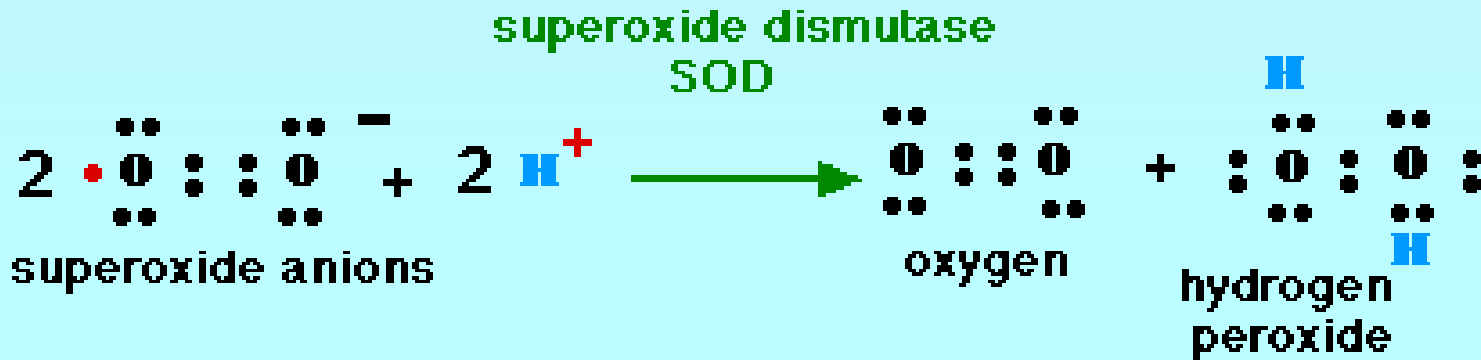 superoxide dismutase
SOD
H
2 •O::O − + 2 H+ → O::O + :O:O:
H
superoxide anions
oxygen
hydrogen
peroxide